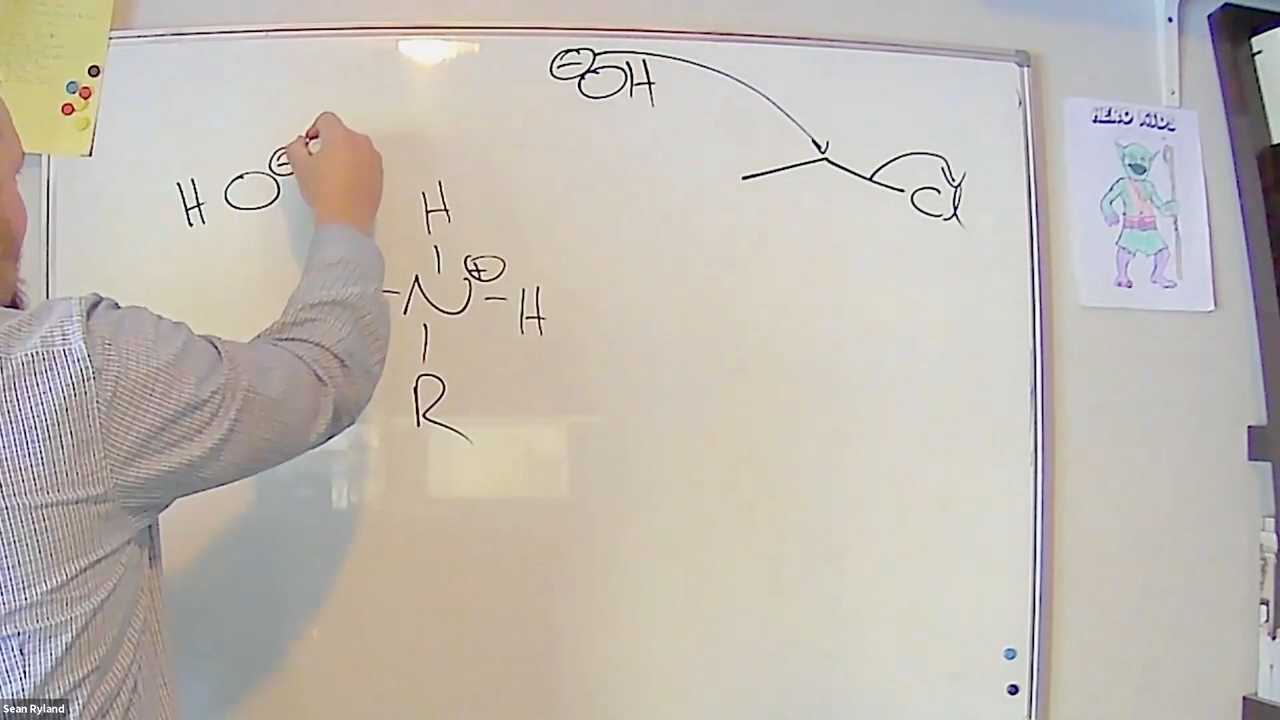 ⊖OH
HERO KIDS
H O⊖
Cl
H
N⊕ - H
R
Sean Ryland